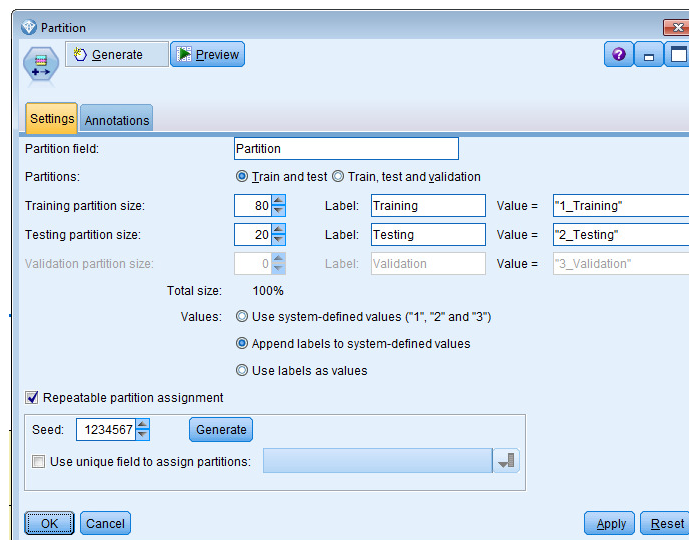 Partition
Generate Preview
Settings Annotations
Partition field: Partition
Partitions: Train and test Train, test and validation
Training partition size: 80 Label: Training Value = "1_Training"
Testing partition size: 20 Label: Testing Value = "2_Testing"
Validation partition size: 0 Label: Validation Value = "3_Validation"
Total size: 100%
Values: Use system-defined values ("1", "2" and "3")
Append labels to system-defined values
Use labels as values
Repeatable partition assignment
Seed: 1234567 Generate
Use unique field to assign partitions:
OK Cancel Apply Reset